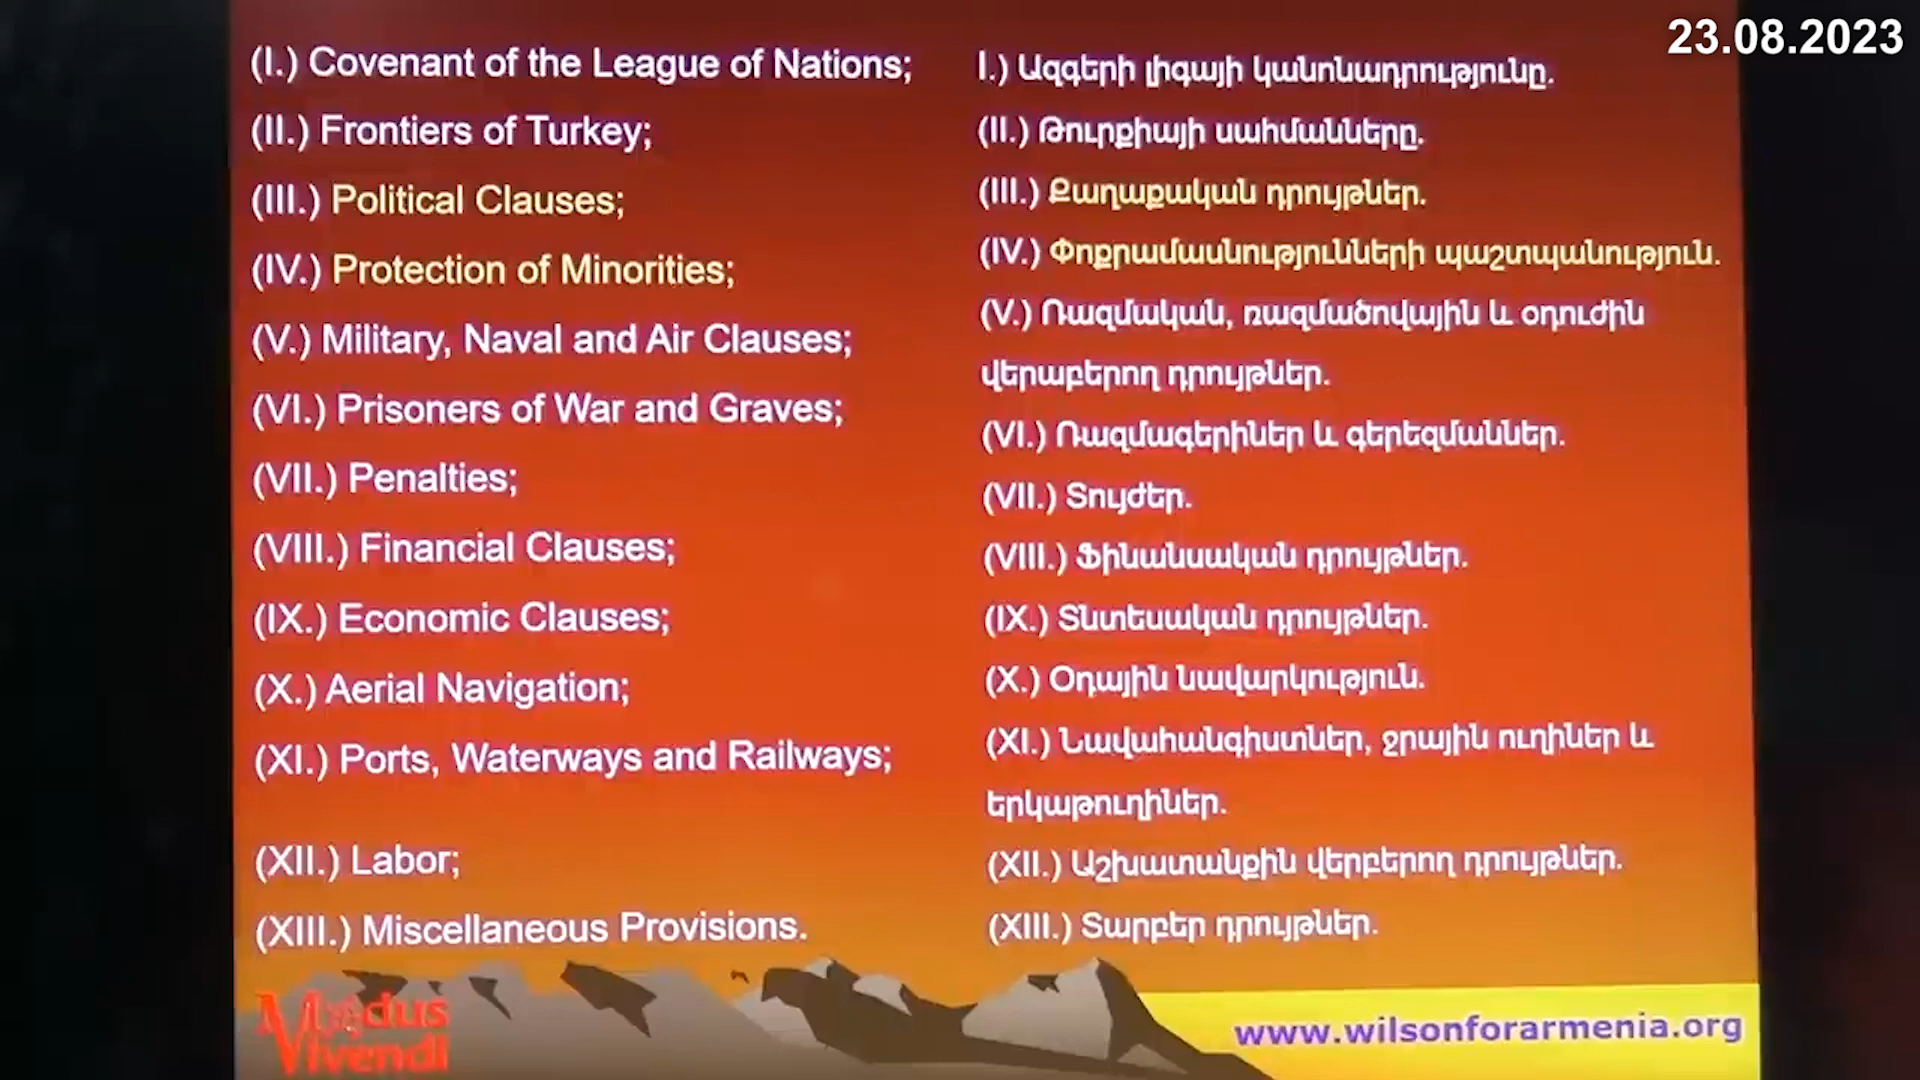 23.08.2023
(I.) Covenant of the League of Nations;
(II.) Frontiers of Turkey;
(III.) Political Clauses;
(IV.) Protection of Minorities;
(V.) Military, Naval and Air Clauses;
(VI.) Prisoners of War and Graves;
(VII.) Penalties;
(VIII.) Financial Clauses;
(IX.) Economic Clauses;
(X.) Aerial Navigation;
(XI.) Ports, Waterways and Railways;
(XII.) Labor;
(XIII.) Miscellaneous Provisions.
I.) Ազգերի լիգայի կանոնադրությունը.
(II.) Թուրքիայի սահմանները.
(III.) Քաղաքական դրույթներ.
(IV.) Փոքրամասնությունների պաշտպանություն.
(V.) Ռազմական, ռազմածովային և օդուժին
վերաբերող դրույթներ.
(VI.) Ռազմագերիներ և գերեզմաններ.
(VII.) Տույժեր.
(VIII.) Ֆինանսական դրույթներ.
(IX.) Տնտեսական դրույթներ.
(X.) Օդային նավարկություն.
(XI.) Նավահանգիստներ, ջրային ուղիներ և
երկաթուղիներ.
(XII.) Աշխատանքին վերբերող դրույթներ.
(XIII.) Տարբեր դրույթներ.
Modus
Vivendi
www.wilsonforarmenia.org